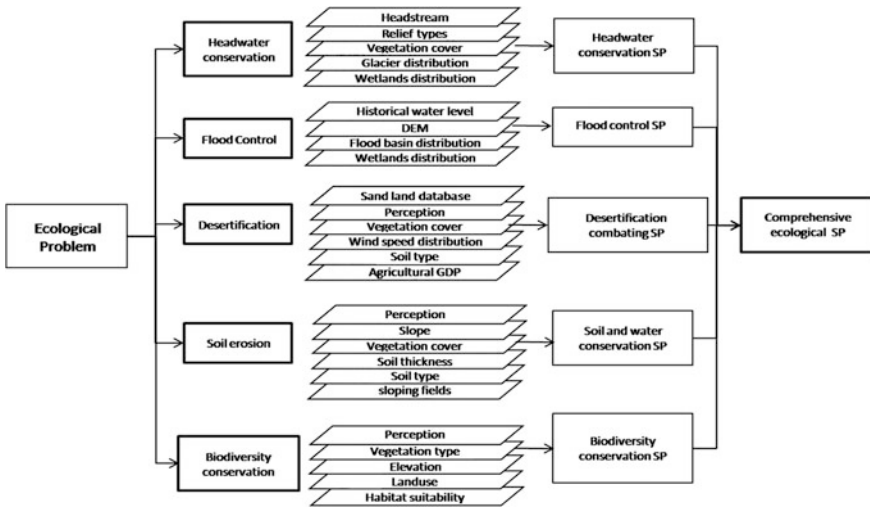 Ecological
Problem
Headwater
conservation
Headstream
Relief types
Vegetation cover
Glacier distribution
Wetlands distribution
Headwater
conservation SP
Flood Control
Historical water level
DEM
Flood basin distribution
Wetlands distribution
Flood control SP
Desertification
Sand land database
Perception
Vegetation cover
Wind speed distribution
Soil type
Agricultural GDP
Desertification
combating SP
Soil erosion
Perception
Slope
Vegetation cover
Soil thickness
Soil type
sloping fields
Soil and water
conservation SP
Biodiversity
conservation
Perception
Vegetation type
Elevation
Landuse
Habitat suitability
Biodiversity
conservation SP
Comprehensive
ecological SP